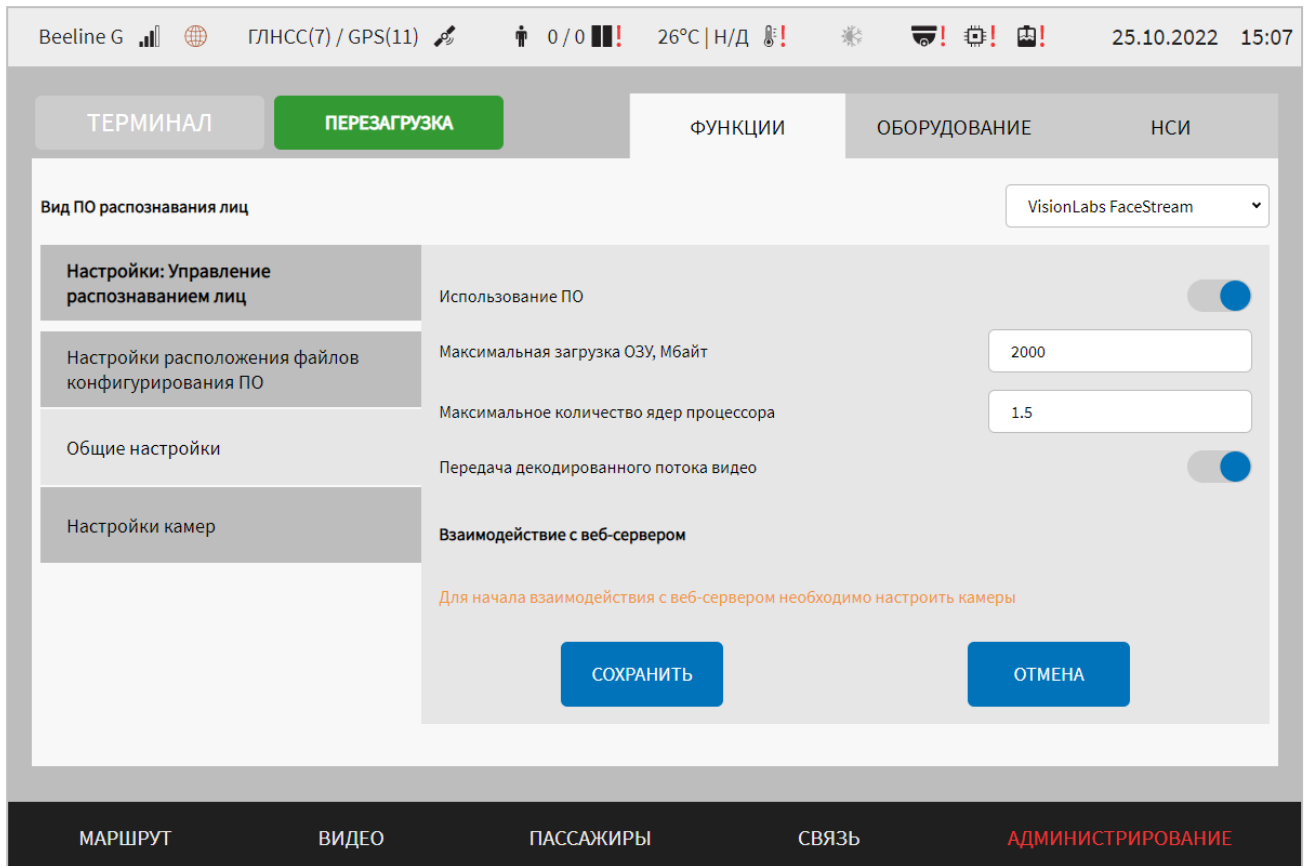 Beeline G ГЛНСС(7) / GPS(11) 0 / 0 ! 26°C | Н/Д ! ! ! ! 25.10.2022 15:07
ТЕРМИНАЛ ПЕРЕЗАГРУЗКА ФУНКЦИИ ОБОРУДОВАНИЕ НСИ
Вид ПО распознавания лиц VisionLabs FaceStream
Настройки: Управление
распознаванием лиц
Настройки расположения файлов
конфигурирования ПО
Общие настройки
Настройки камер
Использование ПО
Максимальная загрузка ОЗУ, Мбайт 2000
Максимальное количество ядер процессора 1.5
Передача декодированного потока видео
Взаимодействие с веб-сервером
Для начала взаимодействия с веб-сервером необходимо настроить камеры
СОХРАНИТЬ ОТМЕНА
МАРШРУТ ВИДЕО ПАССАЖИРЫ СВЯЗЬ АДМИНИСТРИРОВАНИЕ